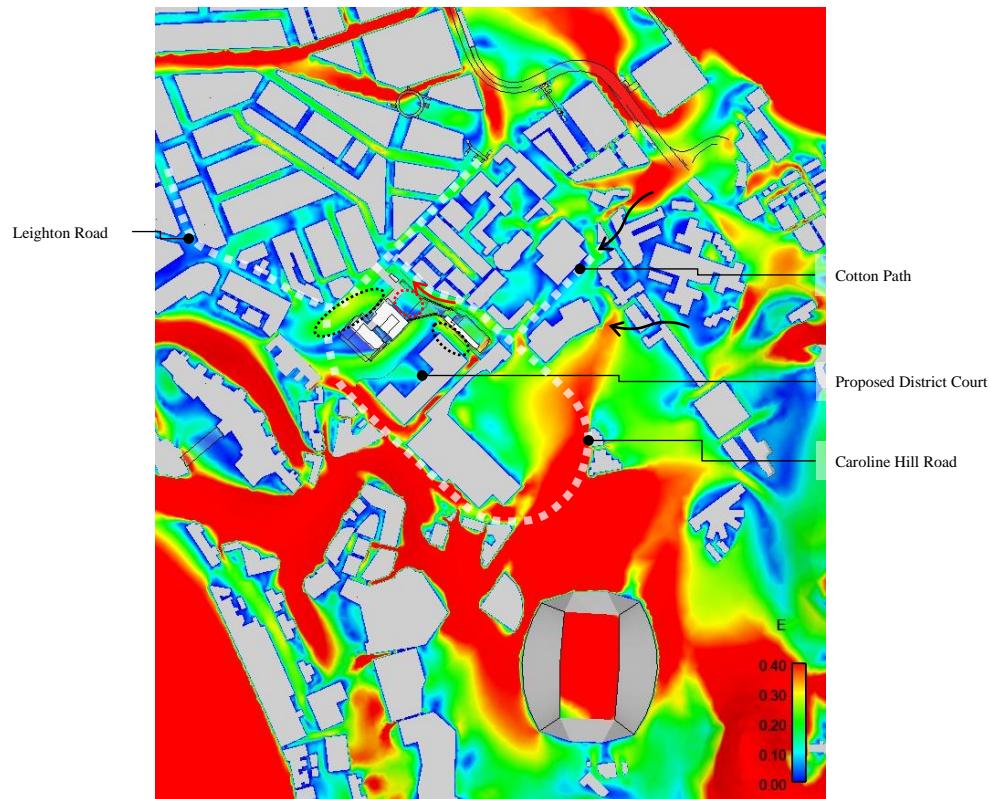 Leighton Road
Cotton Path
Proposed District Court
Caroline Hill Road
E
0.40
0.30
0.20
0.10
0.00